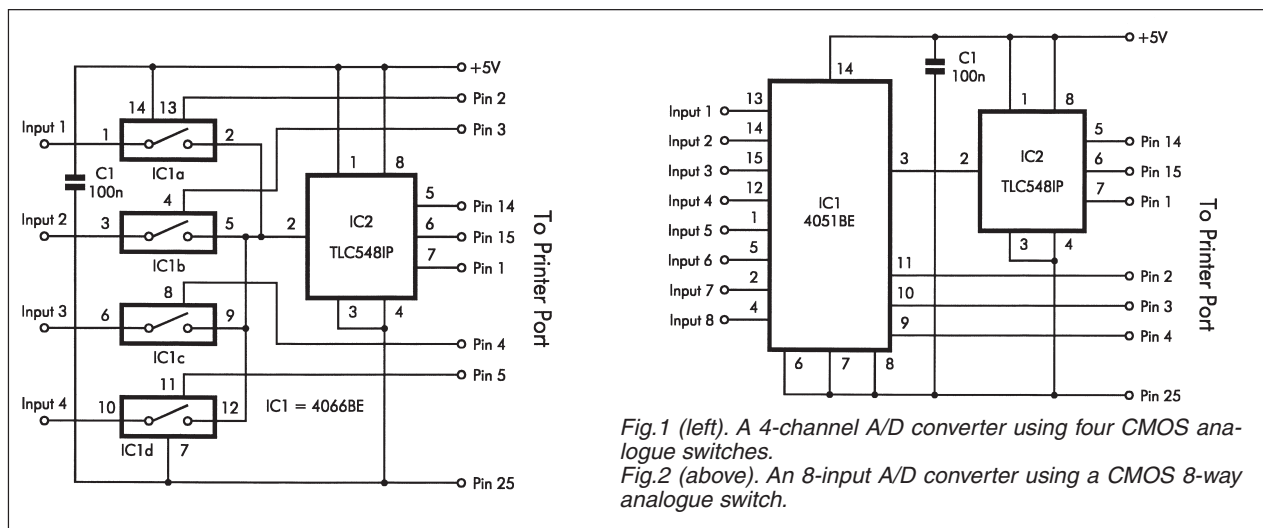 +5V
14 13
Pin 2
Input 1
1
2
Pin 3
IC1a
C1
100n
4
1
8
Input 2
3
5
2
IC2
TLC548IP
5
Pin 14
6
Pin 15
7
Pin 1
IC1b
8
3
4
Input 3
6
9
IC1c
Pin 4
11
Pin 5
Input 4
10
12
IC1 = 4066BE
IC1d
7
Pin 25
To Printer Port
+5V
14
C1
100n
Input 1
13
1
8
Input 2
14
Input 3
15
3
2
IC2
TLC548IP
5
Pin 14
6
Pin 15
7
Pin 1
Input 4
12
IC1
4051BE
Input 5
1
Input 6
5
3
4
Input 7
2
11
Pin 2
Input 8
4
10
Pin 3
9
Pin 4
6
7
8
Pin 25
To Printer Port
Fig.1 (left). A 4-channel A/D converter using four CMOS ana-
logue switches.
Fig.2 (above). An 8-input A/D converter using a CMOS 8-way
analogue switch.